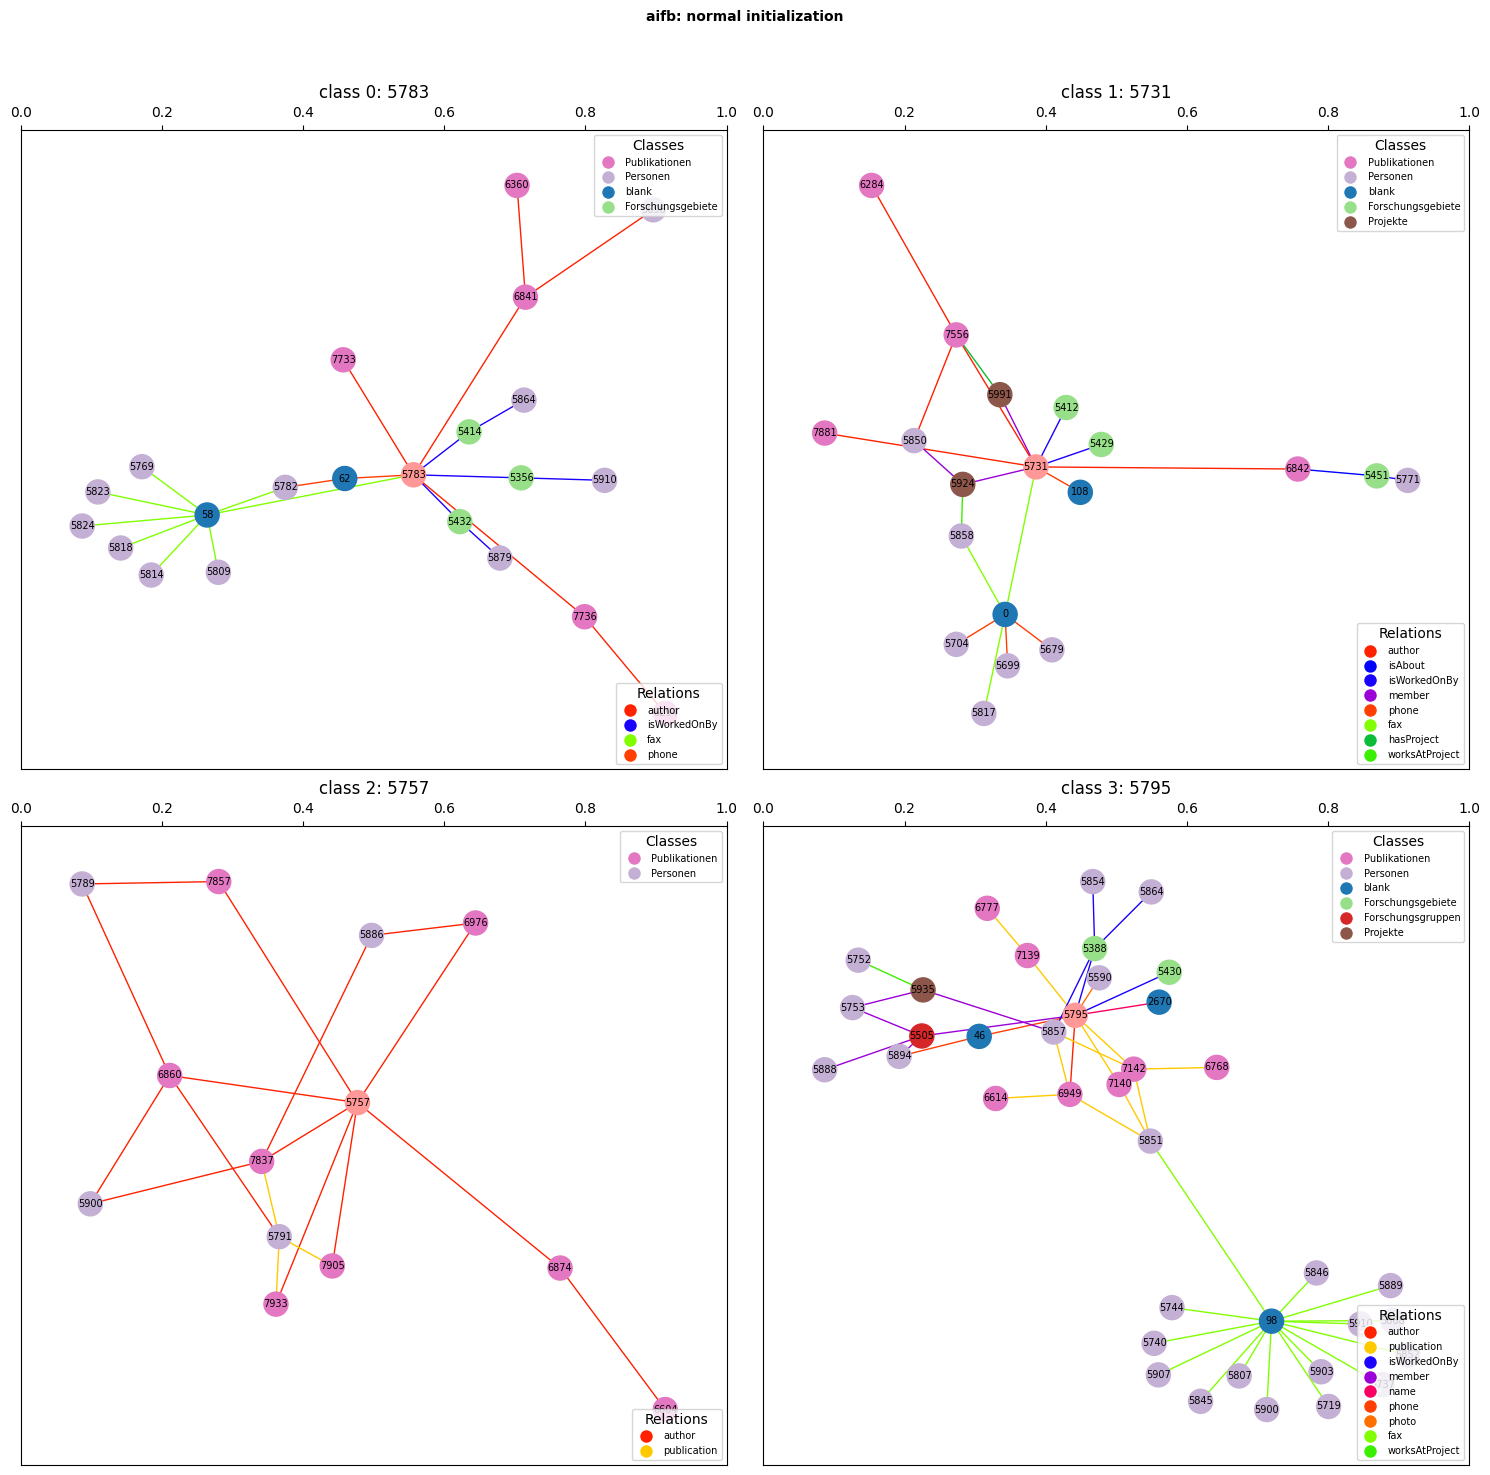 aifb: normal initialization
class 0: 5783
0.0 0.2 0.4 0.6 0.8 1.0
Classes
Publikationen
Personen
blank
Forschungsgebiete
6360
6841
7733
5864
5414
5769
5782
62
5783
5356
5910
5823
58
5432
5824
5818
5879
5814
5809
7736
Relations
author
isWorkedOnBy
fax
phone
class 1: 5731
0.0 0.2 0.4 0.6 0.8 1.0
Classes
Publikationen
Personen
blank
Forschungsgebiete
Projekte
6284
7556
5991
5412
7881
5850
5429
5731
6842
5451
5771
5924
108
5858
0
5704
5679
5699
5817
Relations
author
isAbout
isWorkedOnBy
member
phone
fax
hasProject
worksAtProject
class 2: 5757
0.0 0.2 0.4 0.6 0.8 1.0
Classes
Publikationen
Personen
5789
7857
6976
5886
6860
5757
7837
5900
5791
7905
6874
7933
Relations
author
publication
class 3: 5795
0.0 0.2 0.4 0.6 0.8 1.0
Classes
Publikationen
Personen
blank
Forschungsgebiete
Forschungsgruppen
Projekte
5854
5864
6777
5388
7139
5752
5430
5590
5935
2670
5753
5795
5857
5505
46
5894
5888
7142
6768
7140
6949
6614
5851
5846
5889
5744
98
5910
5740
5907
5807
5903
5845
5900
5719
Relations
author
publication
isWorkedOnBy
member
name
phone
photo
fax
worksAtProject